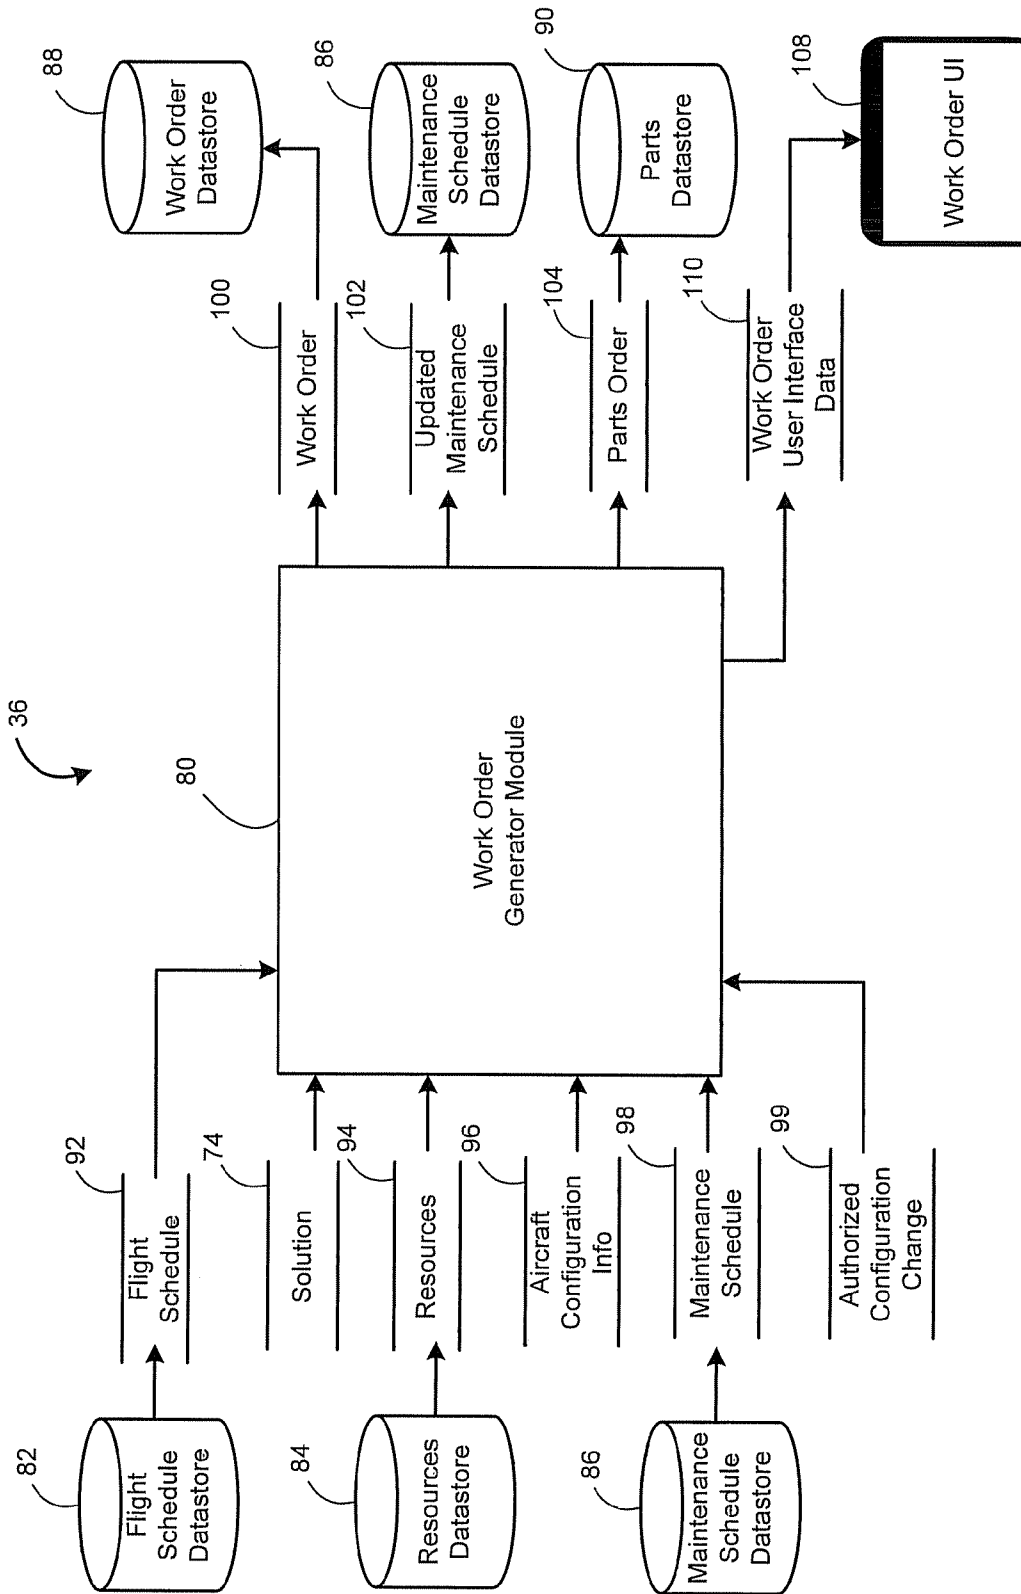 36
82
Flight
Schedule
Datastore
92
Flight
Schedule
74
Solution
84
Resources
Datastore
94
Resources
96
Aircraft
Configuration
Info
86
Maintenance
Schedule
Datastore
98
Maintenance
Schedule
99
Authorized
Configuration
Change
80
Work Order
Generator Module
100
Work Order
88
Work Order
Datastore
102
Updated
Maintenance
Schedule
86
Maintenance
Schedule
Datastore
104
Parts Order
90
Parts
Datastore
110
Work Order
User Interface
Data
108
Work Order UI